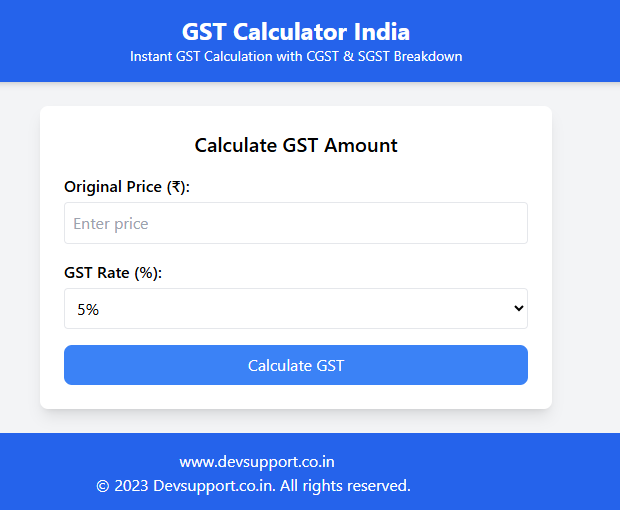 GST Calculator India
Instant GST Calculation with CGST & SGST Breakdown
Calculate GST Amount
Original Price (₹):
Enter price
GST Rate (%):
5%
Calculate GST
www.devsupport.co.in
© 2023 Devsupport.co.in. All rights reserved.